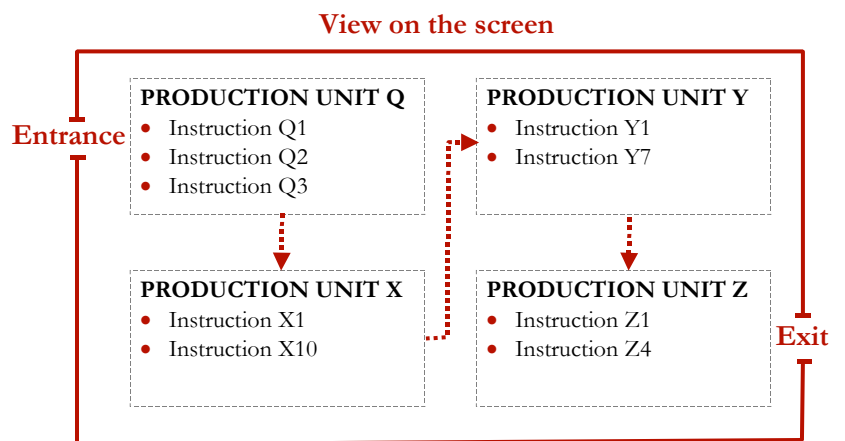 View on the screen
Entrance
PRODUCTION UNIT Q
• Instruction Q1
• Instruction Q2
• Instruction Q3
PRODUCTION UNIT X
• Instruction X1
• Instruction X10
PRODUCTION UNIT Y
• Instruction Y1
• Instruction Y7
PRODUCTION UNIT Z
• Instruction Z1
• Instruction Z4
Exit